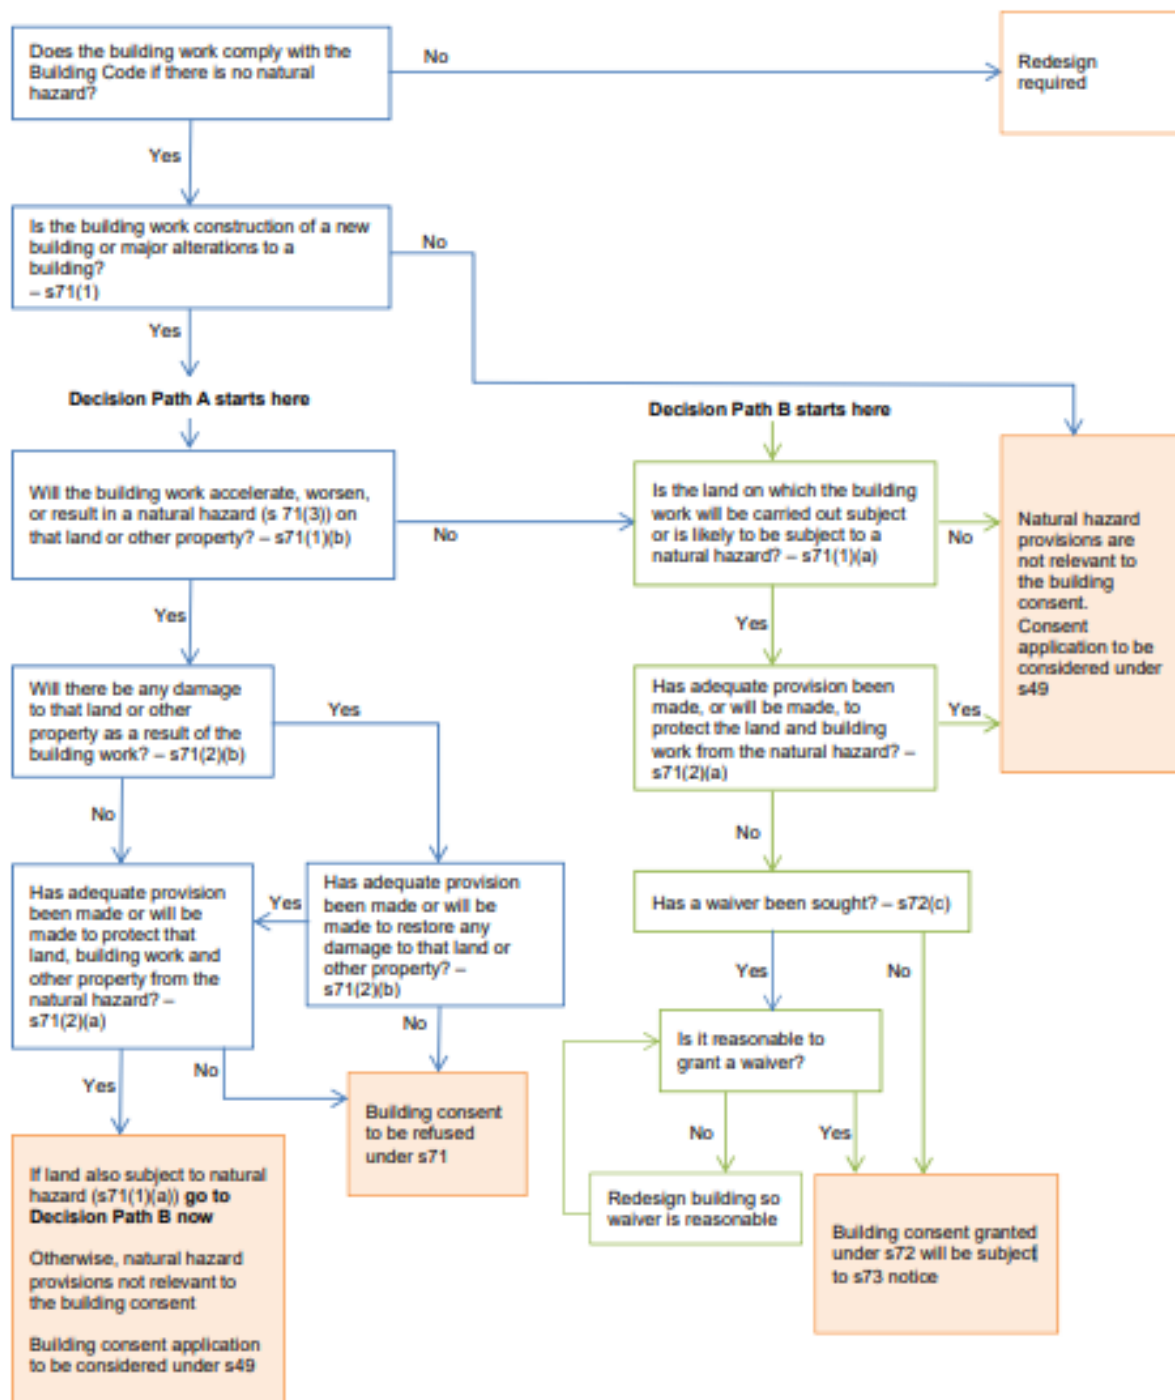 Does the building work comply with the
Building Code if there is no natural
hazard?
No
Redesign
required
Yes
Is the building work construction of a new
building or major alterations to a
building?
– s71(1)
No
Yes
Decision Path A starts here
Decision Path B starts here
Will the building work accelerate, worsen,
or result in a natural hazard (s 71(3)) on
that land or other property? – s71(1)(b)
No
Is the land on which the building
work will be carried out subject
or is likely to be subject to a
natural hazard? – s71(1)(a)
No
Natural hazard
provisions are
not relevant to
the building
consent.
Consent
application to be
considered under
s49
Yes
Yes
Will there be any damage
to that land or other
property as a result of the
building work? – s71(2)(b)
Yes
Has adequate provision been
made, or will be made, to
protect the land and building
work from the natural hazard? –
s71(2)(a)
Yes
No
No
Has adequate provision
been made or will be
made to protect that
land, building work and
other property from the
natural hazard? –
s71(2)(a)
Yes
Has adequate provision
been made or will be
made to restore any
damage to that land or
other property? –
s71(2)(b)
Has a waiver been sought? – s72(c)
Yes
No
No
Is it reasonable to
grant a waiver?
Yes
No
Building consent
to be refused
under s71
No
Yes
If land also subject to natural
hazard (s71(1)(a)) go to
Decision Path B now
Otherwise, natural hazard
provisions not relevant to
the building consent
Building consent application
to be considered under s49
Redesign building so
waiver is reasonable
Building consent granted
under s72 will be subject
to s73 notice